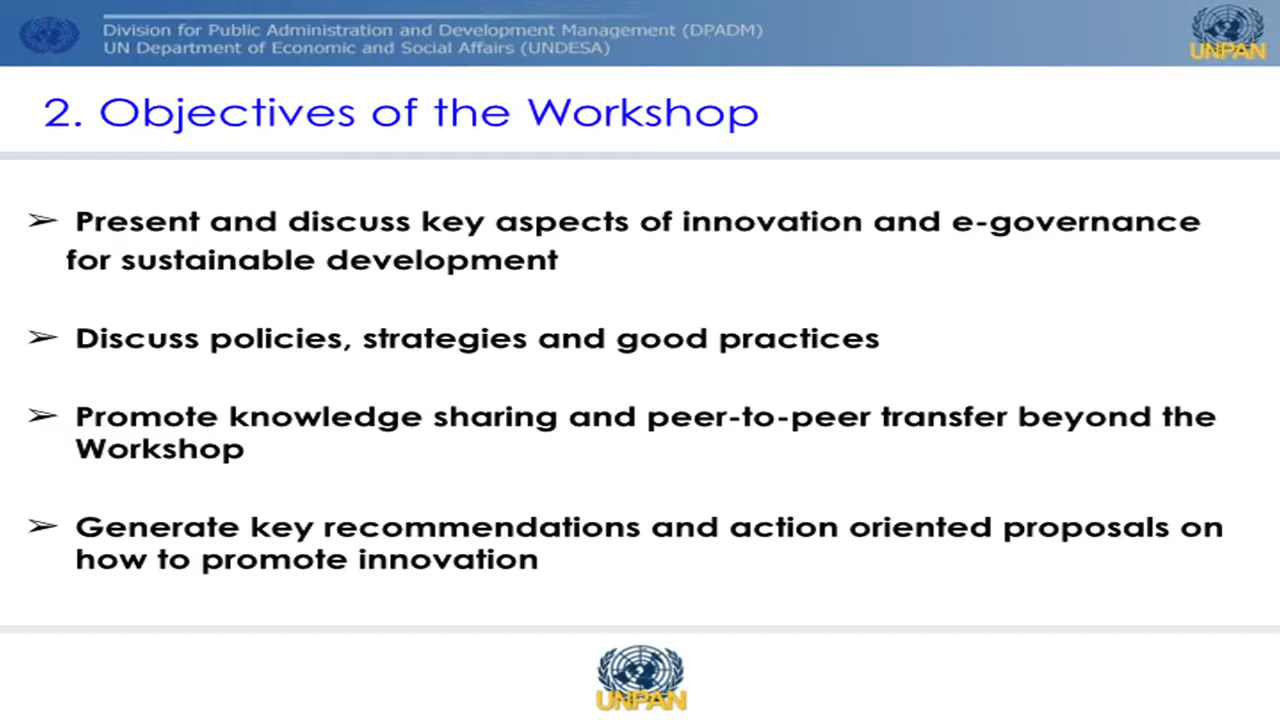 Division for Public Administration and Development Management (DPADM)
UN Department of Economic and Social Affairs (UNDESA)
UNPAN
2. Objectives of the Workshop
➢ Present and discuss key aspects of innovation and e-governance
for sustainable development
➢ Discuss policies, strategies and good practices
➢ Promote knowledge sharing and peer-to-peer transfer beyond the
Workshop
➢ Generate key recommendations and action oriented proposals on
how to promote innovation
UNPAN